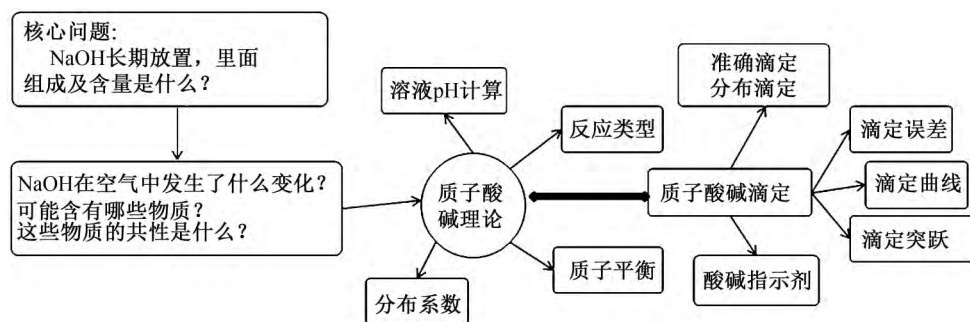 核心问题:
NaOH长期放置，里面
组成及含量是什么？
NaOH在空气中发生了什么变化？
可能含有哪些物质？
这些物质的共性是什么？
溶液pH计算
反应类型
质子酸
碱理论
分布系数
质子平衡
准确滴定
分布滴定
质子酸碱滴定
酸碱指示剂
滴定误差
滴定曲线
滴定突跃